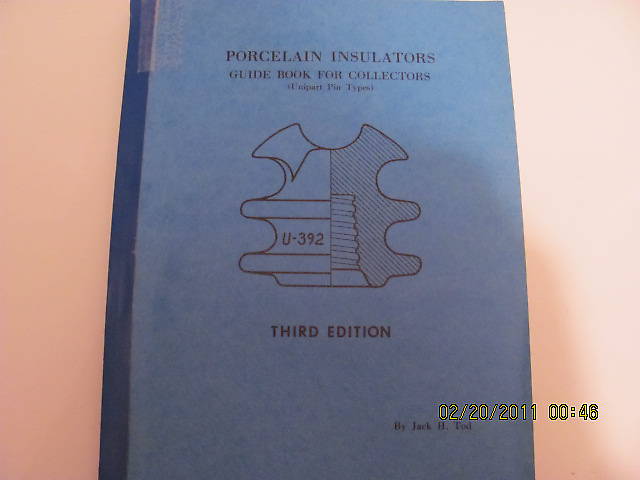 PORCELAIN INSULATORS
GUIDE BOOK FOR COLLECTORS
(Unipart Pin Types)
U-392
THIRD EDITION
By Jack H. Tod
02/20/2011 00:46